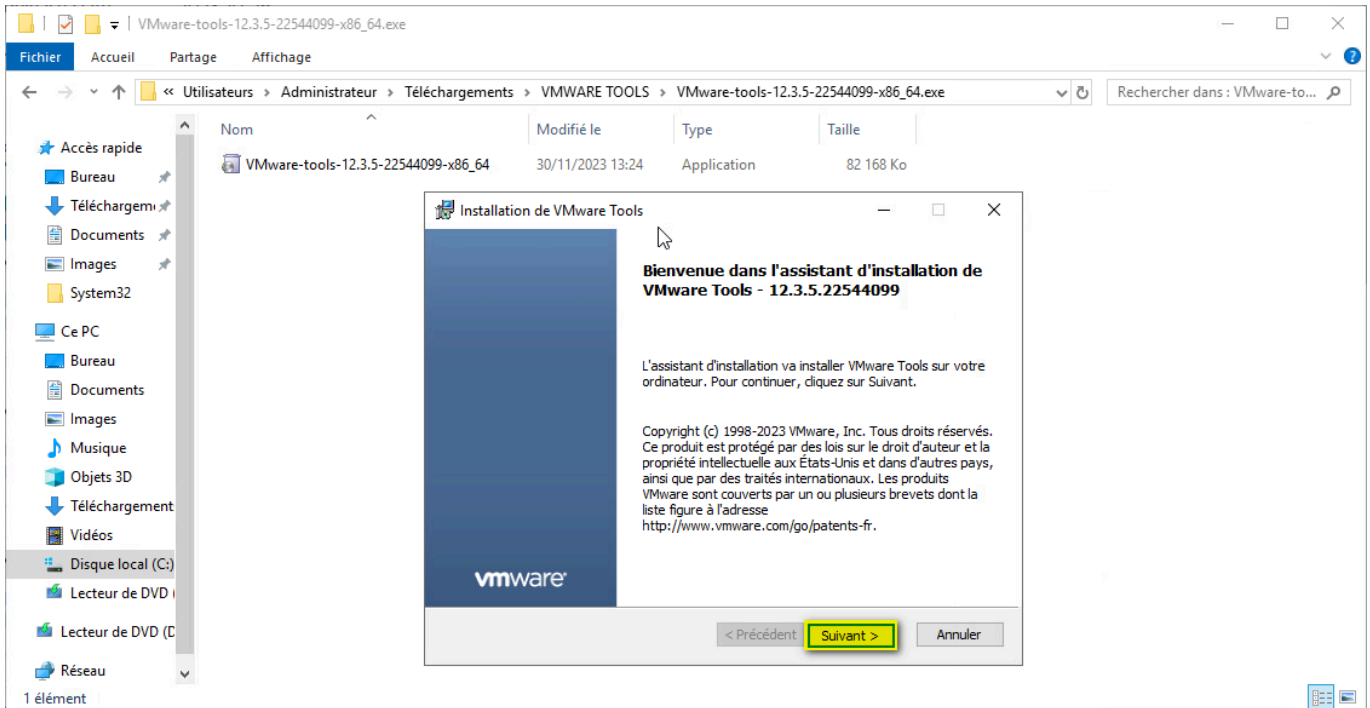 VMware-tools-12.3.5-22544099-x86_64.exe
Fichier Accueil Partage Affichage
« Utilisateurs > Administrateur > Téléchargements > VMWARE TOOLS > VMware-tools-12.3.5-22544099-x86_64.exe
Rechercher dans : VMware-to...
Nom Modifié le Type Taille
VMware-tools-12.3.5-22544099-x86_64 30/11/2023 13:24 Application 82 168 Ko
Accès rapide
Bureau
Téléchargem
Documents
Images
System32
Ce PC
Bureau
Documents
Images
Musique
Objets 3D
Téléchargement
Vidéos
Disque local (C:)
Lecteur de DVD (
Lecteur de DVD (D
Réseau
1 élément
Installation de VMware Tools
Bienvenue dans l'assistant d'installation de
VMware Tools - 12.3.5.22544099
L'assistant d'installation va installer VMware Tools sur votre
ordinateur. Pour continuer, cliquez sur Suivant.
Copyright (c) 1998-2023 VMware, Inc. Tous droits réservés.
Ce produit est protégé par des lois sur le droit d'auteur et la
propriété intellectuelle aux États-Unis et dans d'autres pays,
ainsi que par des traités internationaux. Les produits
VMware sont couverts par un ou plusieurs brevets dont la
liste figure à l'adresse
http://www.vmware.com/go/patents-fr.
vmware
< Précédent Suivant > Annuler